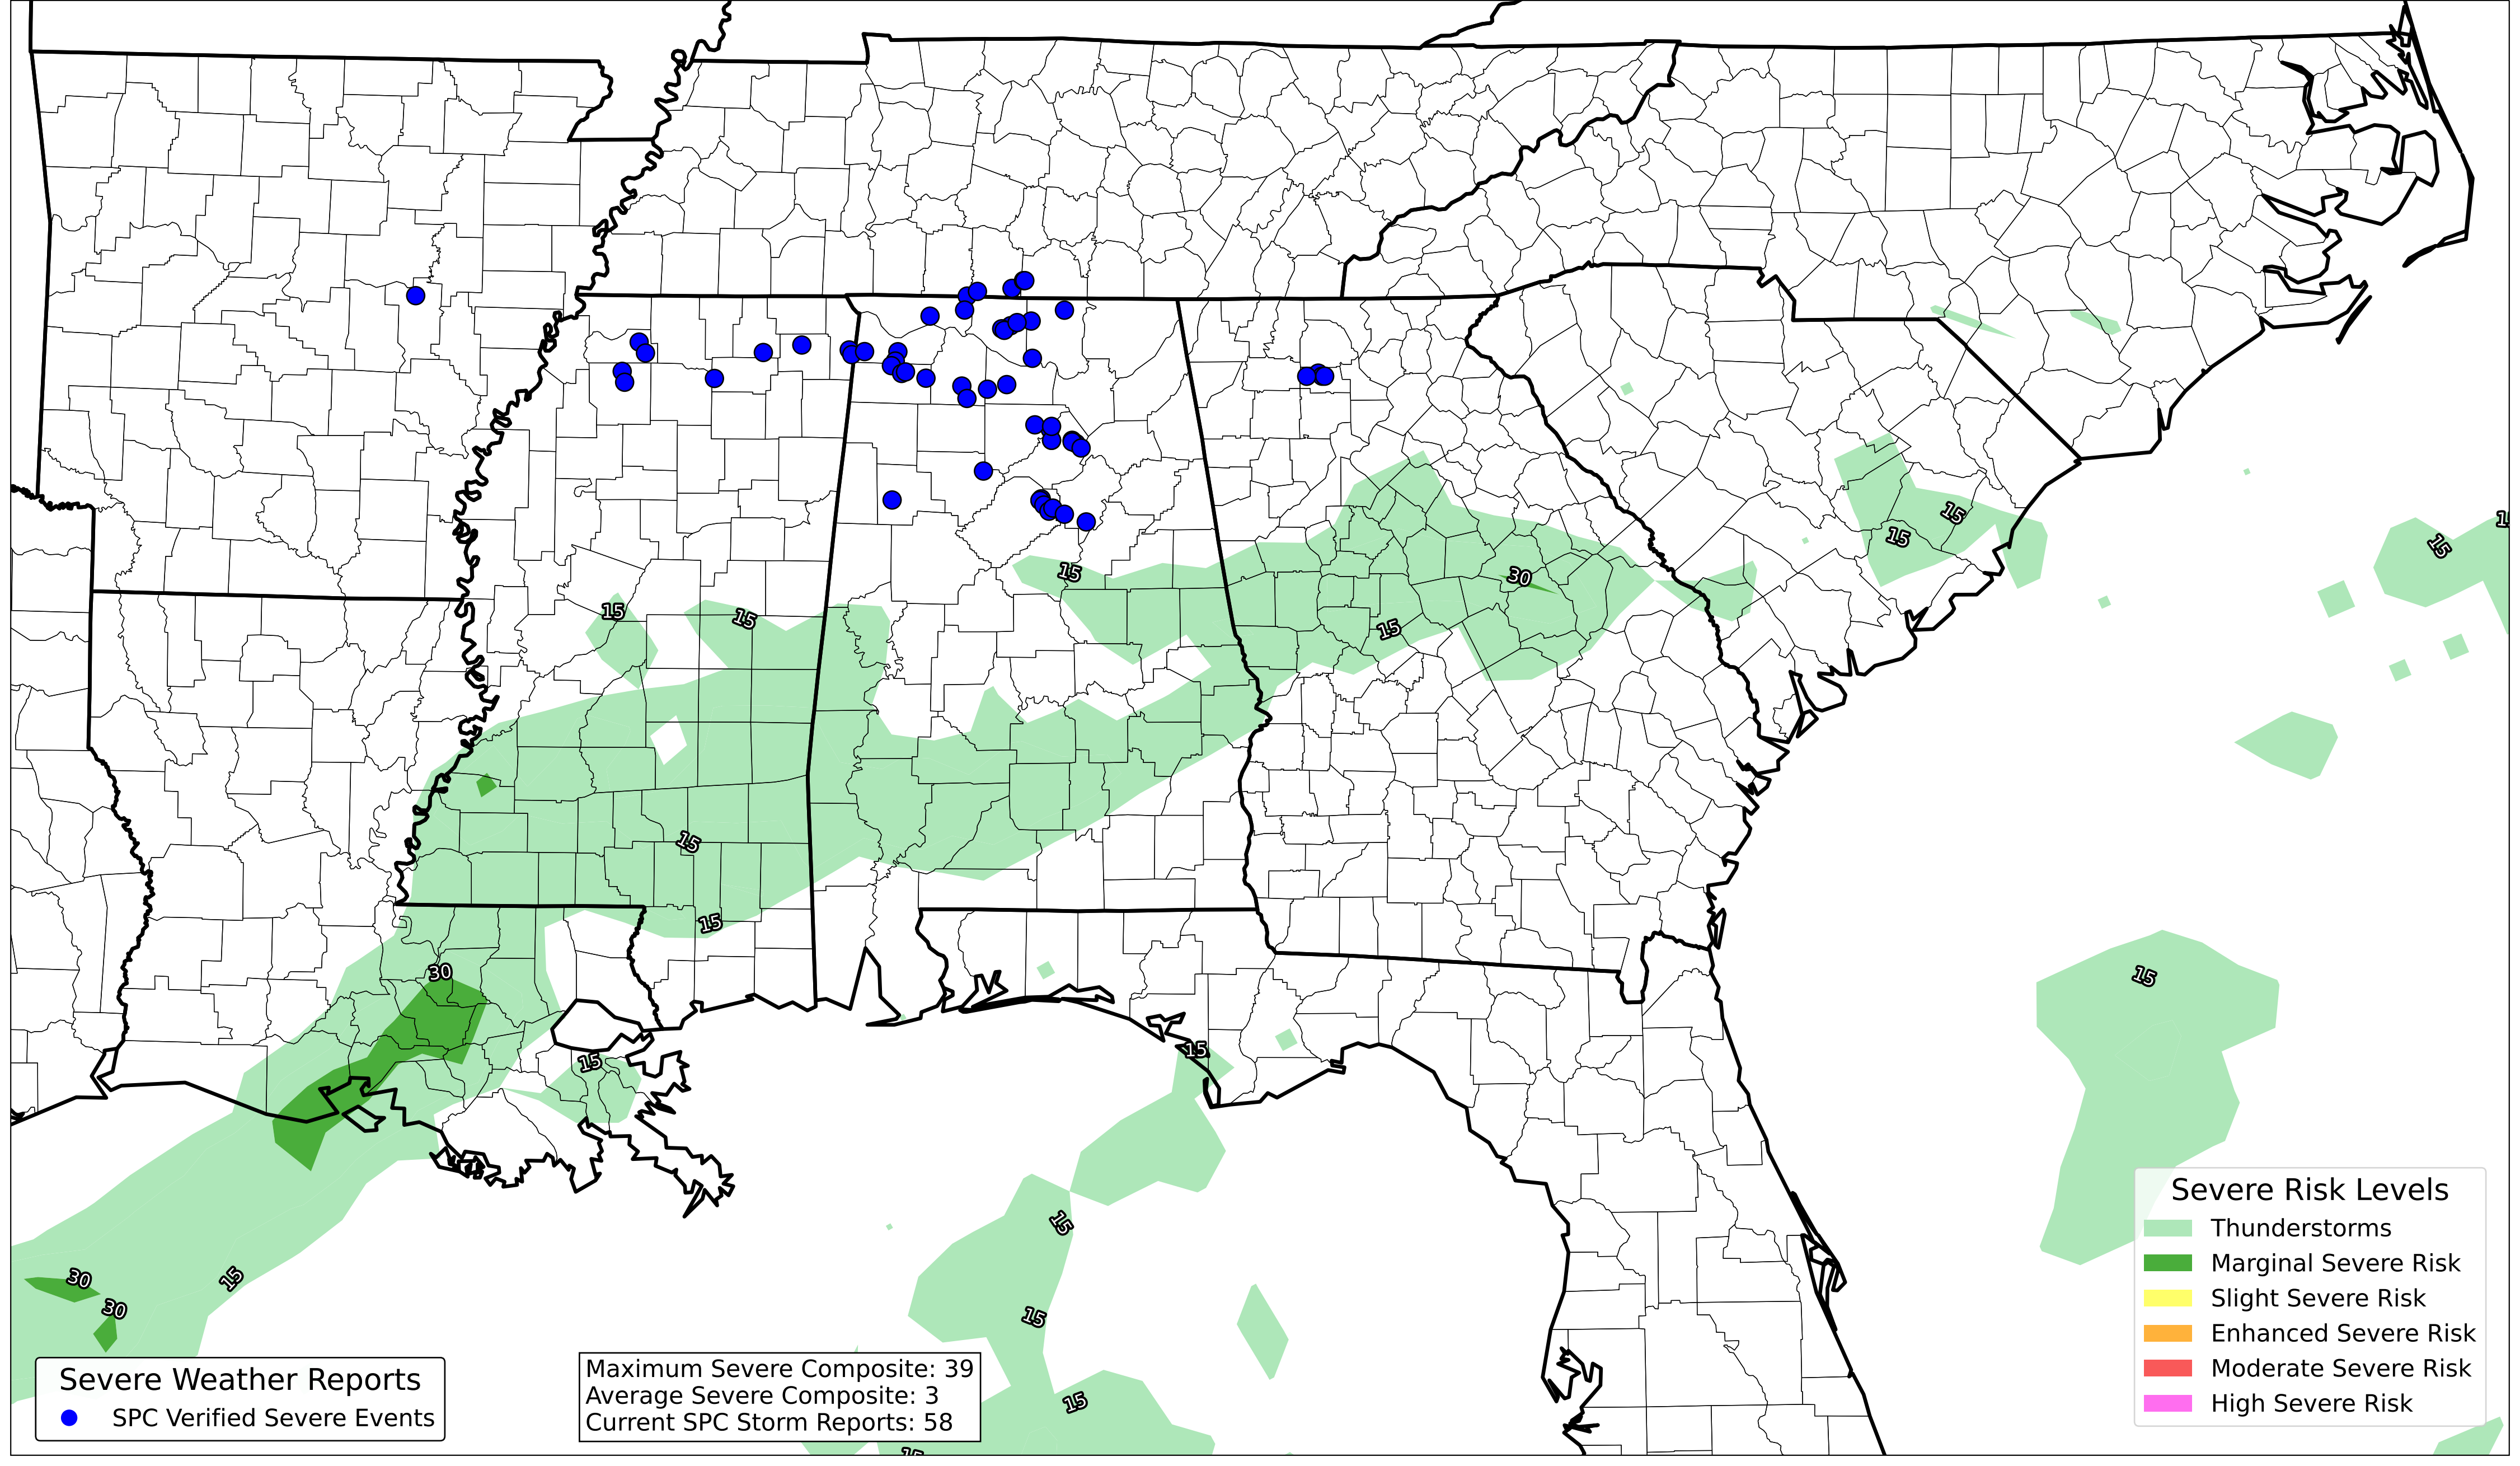 15
15
15
15
15
15
30
15
15
15
15
15
30
15
15
15
15
15
30
30
15
15
15
Severe Risk Levels
Thunderstorms
Marginal Severe Risk
Slight Severe Risk
Enhanced Severe Risk
Moderate Severe Risk
High Severe Risk
Severe Weather Reports
SPC Verified Severe Events
Maximum Severe Composite: 39
Average Severe Composite: 3
Current SPC Storm Reports: 58